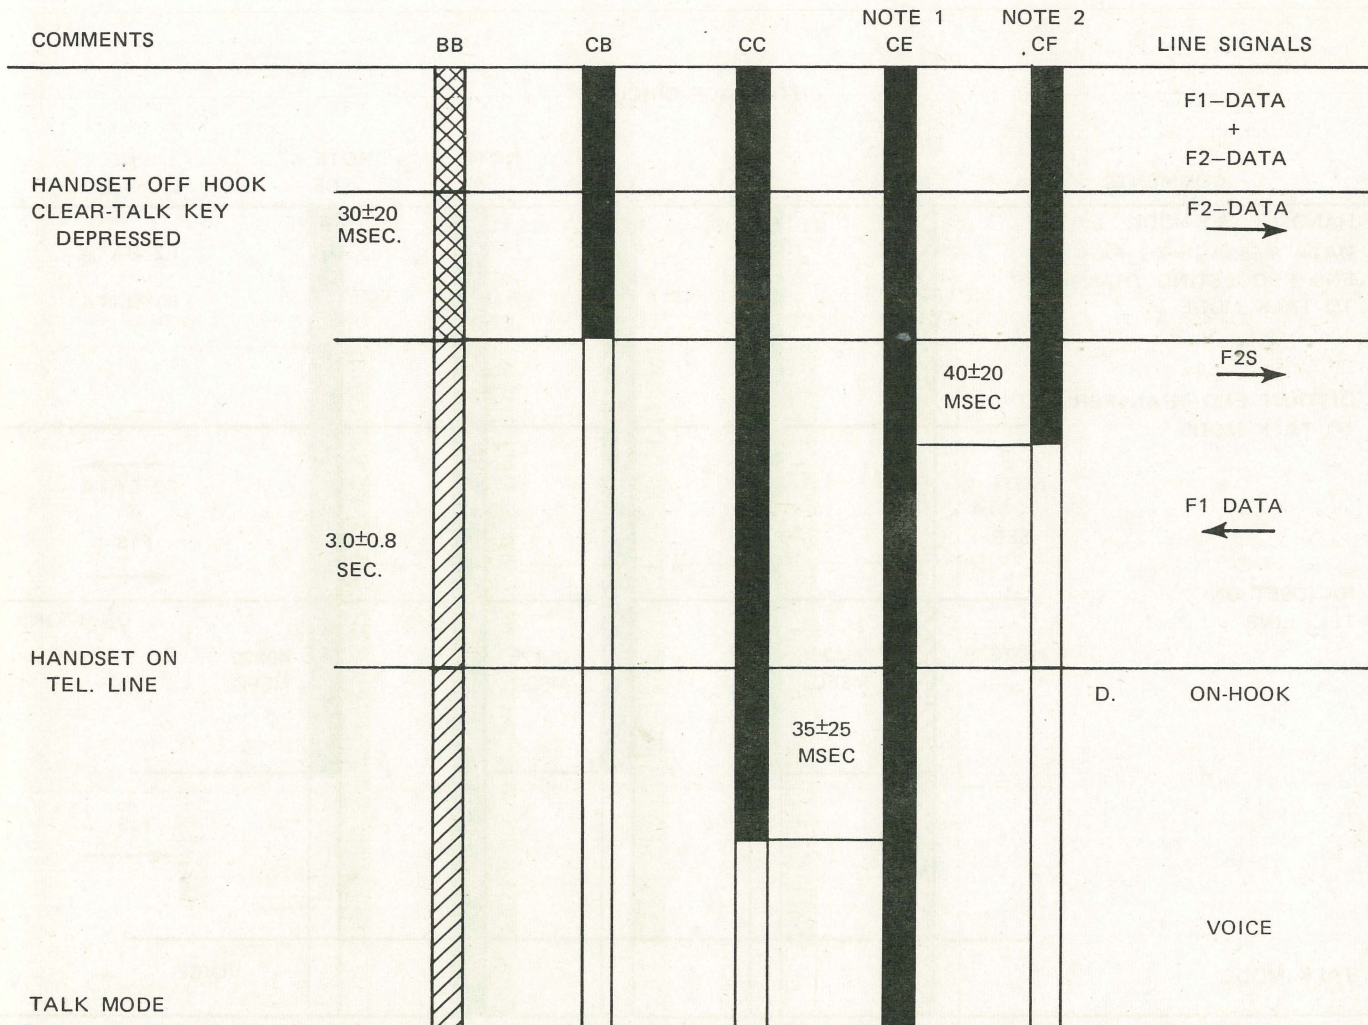 NOTE 1 NOTE 2
COMMENTS BB CB CC CE CF LINE SIGNALS
F1–DATA
+
F2–DATA
HANDSET OFF HOOK
CLEAR-TALK KEY
DEPRESSED
30±20
MSEC.
F2–DATA
F2S
40±20
MSEC
F1 DATA
3.0±0.8
SEC.
HANDSET ON
TEL. LINE
D. ON-HOOK
35±25
MSEC
VOICE
TALK MODE